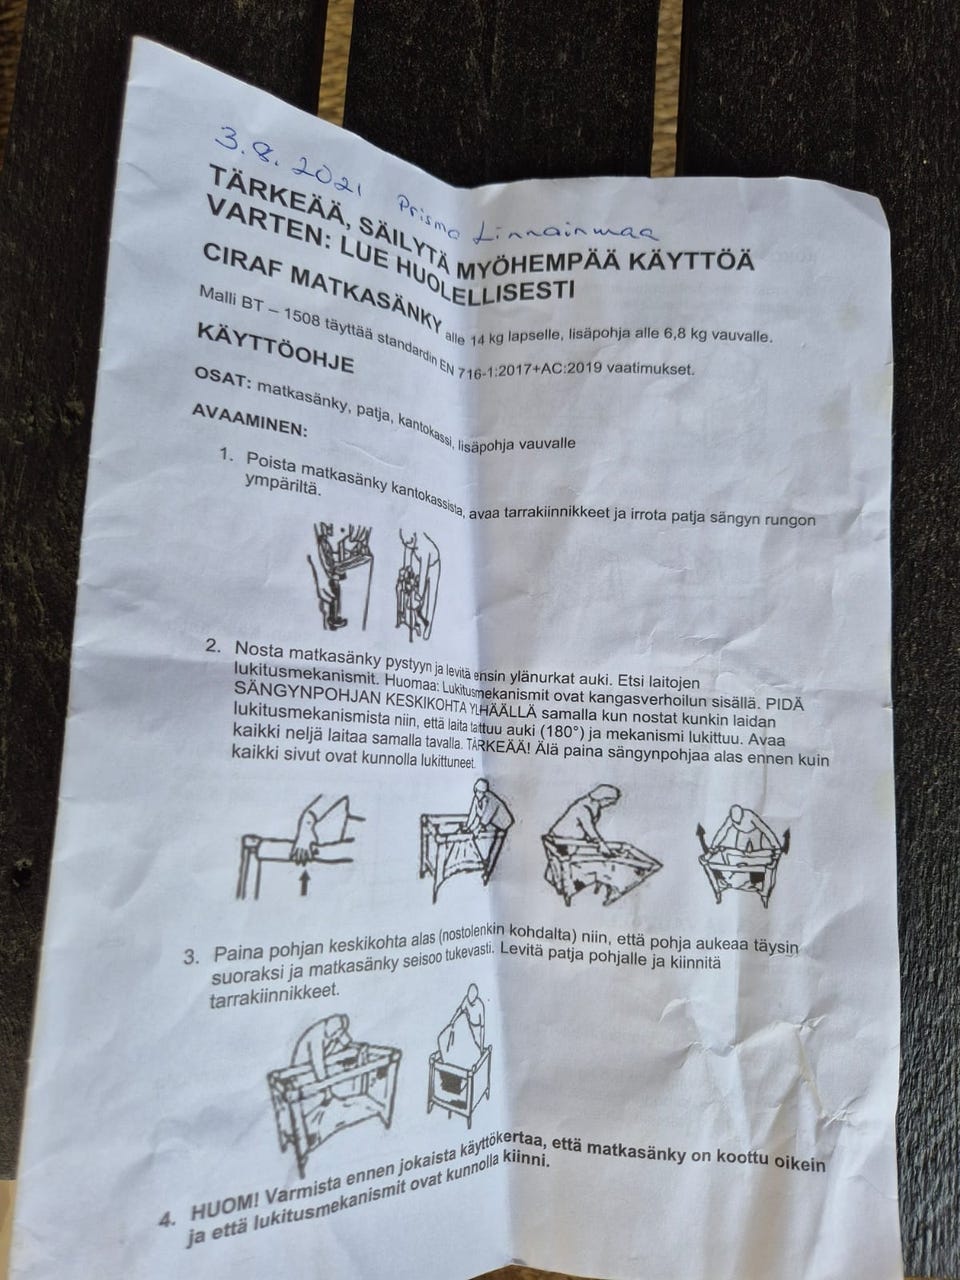 3.8.2021 Prisma Linnainmaa
TÄRKEÄÄ, SÄILYTÄ MYÖHEMPÄÄ KÄYTTÖÄ
VARTEN: LUE HUOLELLISESTI
CIRAF MATKASÄNKY alle 14 kg lapselle, lisäpohja alle 6,8 kg vauvalle.
Malli BT – 1508 täyttää standardin EN 716-1:2017+AC:2019 vaatimukset.
KÄYTTÖOHJE
OSAT: matkasänky, patja, kantokassi, lisäpohja vauvalle
AVAAMINEN:
1. Poista matkasänky kantokassista, avaa tarrakiinnikkeet ja irrota patja sängyn rungon
ympäriltä.
2. Nosta matkasänky pystyyn ja levitä ensin ylänurkat auki. Etsi laitojen
lukitusmekanismit. Huomaa: Lukitusmekanismit ovat kangasverhoilun sisällä. PIDÄ
SÄNGYNPOHJAN KESKIKOHTA YLHÄÄLLÄ samalla kun nostat kunkin laidan
lukitusmekanismista niin, että laita taittuu auki (180°) ja mekanismi lukittuu. Avaa
kaikki neljä laitaa samalla tavalla. TÄRKEÄÄ! Älä paina sängynpohjaa alas ennen kuin
kaikki sivut ovat kunnolla lukittuneet.
3. Paina pohjan keskikohta alas (nostolenkin kohdalta) niin, että pohja aukeaa täysin
suoraksi ja matkasänky seisoo tukevasti. Levitä patja pohjalle ja kiinnitä
tarrakiinnikkeet.
4. HUOM! Varmista ennen jokaista käyttökertaa, että matkasänky on koottu oikein
ja että lukitusmekanismit ovat kunnolla kiinni.